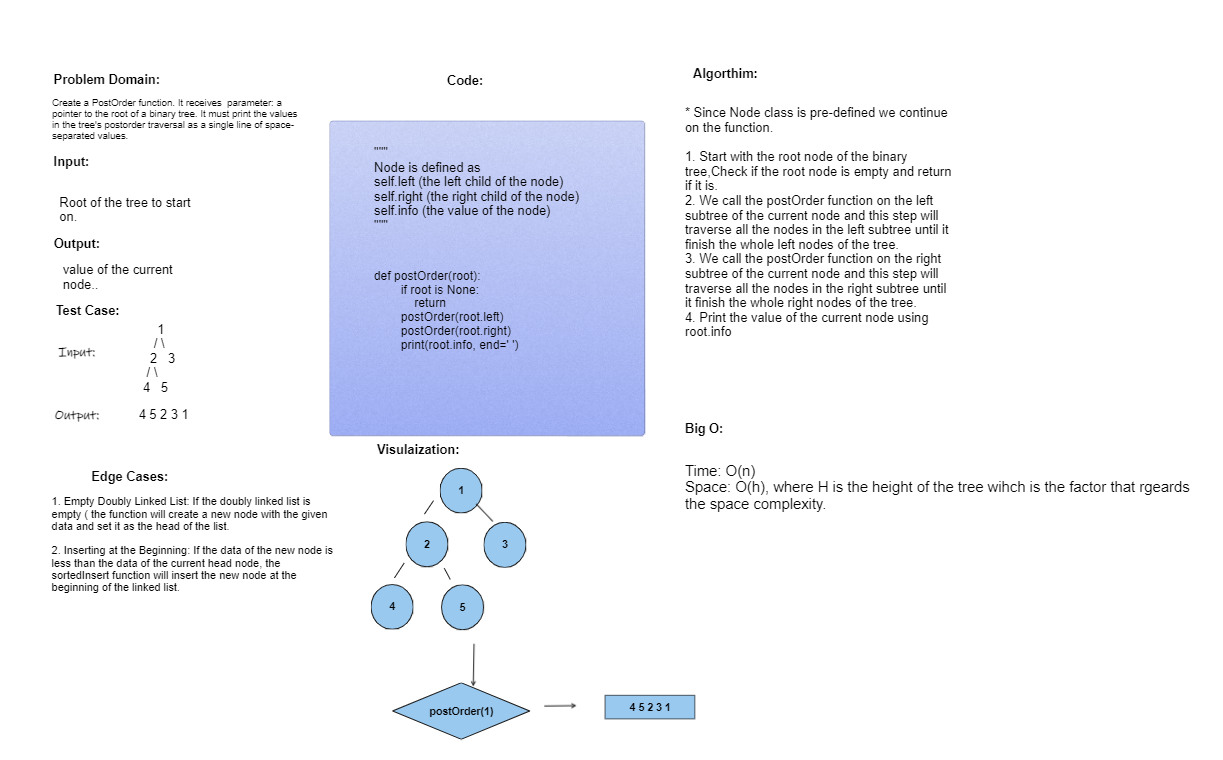 Problem Domain:
Create a PostOrder function. It receives  parameter: a
pointer to the root of a binary tree. It must print the values
in the tree's postorder traversal as a single line of space-
separated values.
Input:
Root of the tree to start
on.
Output:
value of the current
node..
Test Case:
1
/ \
Input:
2   3
/ \
4   5
Output:
4 5 2 3 1
Edge Cases:
1. Empty Doubly Linked List: If the doubly linked list is
empty ( the function will create a new node with the given
data and set it as the head of the list.
2. Inserting at the Beginning: If the data of the new node is
less than the data of the current head node, the
sortedInsert function will insert the new node at the
beginning of the linked list.
Code:
"""
Node is defined as
self.left (the left child of the node)
self.right (the right child of the node)
self.info (the value of the node)
"""
def postOrder(root):
if root is None:
return
postOrder(root.left)
postOrder(root.right)
print(root.info, end=' ')
Visulaization:
1
2
3
4
5
postOrder(1)
4 5 2 3 1
Algorthim:
* Since Node class is pre-defined we continue
on the function.
1. Start with the root node of the binary
tree,Check if the root node is empty and return
if it is.
2. We call the postOrder function on the left
subtree of the current node and this step will
traverse all the nodes in the left subtree until it
finish the whole left nodes of the tree.
3. We call the postOrder function on the right
subtree of the current node and this step will
traverse all the nodes in the right subtree until
it finish the whole right nodes of the tree.
4. Print the value of the current node using
root.info
Big O:
Time: O(n)
Space: O(h), where H is the height of the tree wihch is the factor that rgeards
the space complexity.